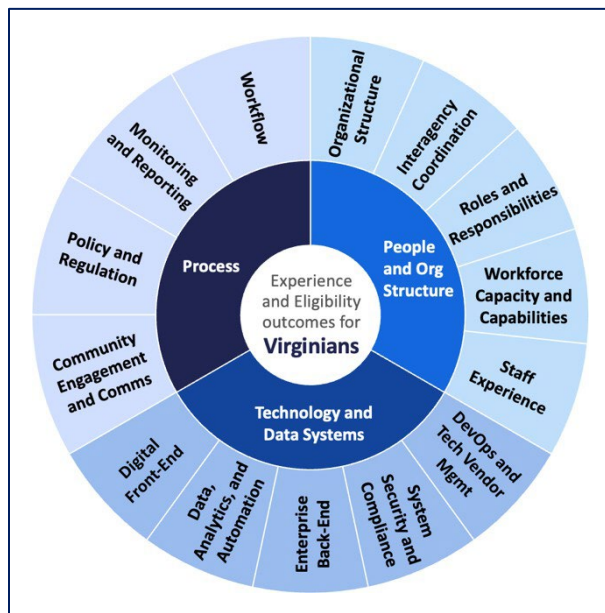 Experience
and Eligibility
outcomes for
Virginians
Process
People
and Org
Structure
Technology and
Data Systems
Workflow
Monitoring
and Reporting
Policy and
Regulation
Community
Engagement
and Comms
Organizational
Structure
Interagency
Coordination
Roles and
Responsibilities
Workforce
Capacity and
Capabilities
Staff
Experience
DevOps and
Tech Vendor
Mgmt
System
Security and
Compliance
Enterprise
Back-End
Data,
Analytics, and
Automation
Digital
Front-End